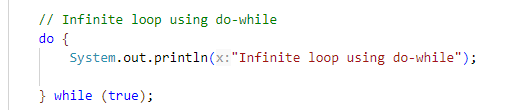 // Infinite loop using do-while
do {
System.out.println(x:"Infinite loop using do-while");
} while (true);